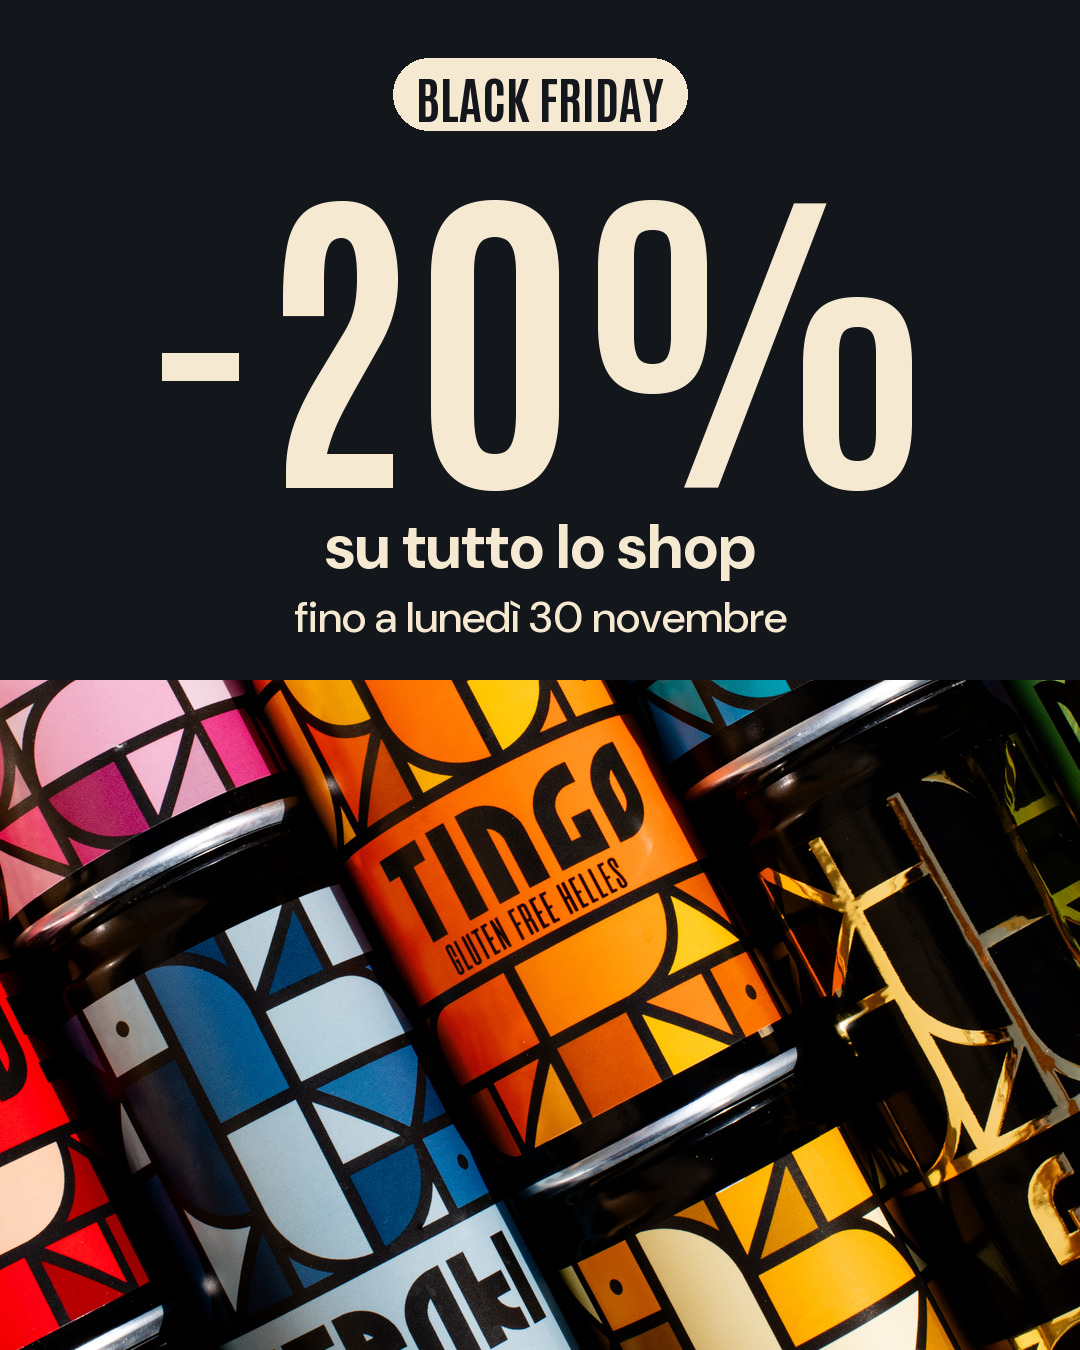 BLACK FRIDAY
-20%
su tutto lo shop
fino a lunedì 30 novembre
TINGO
GLUTEN FREE HELLES